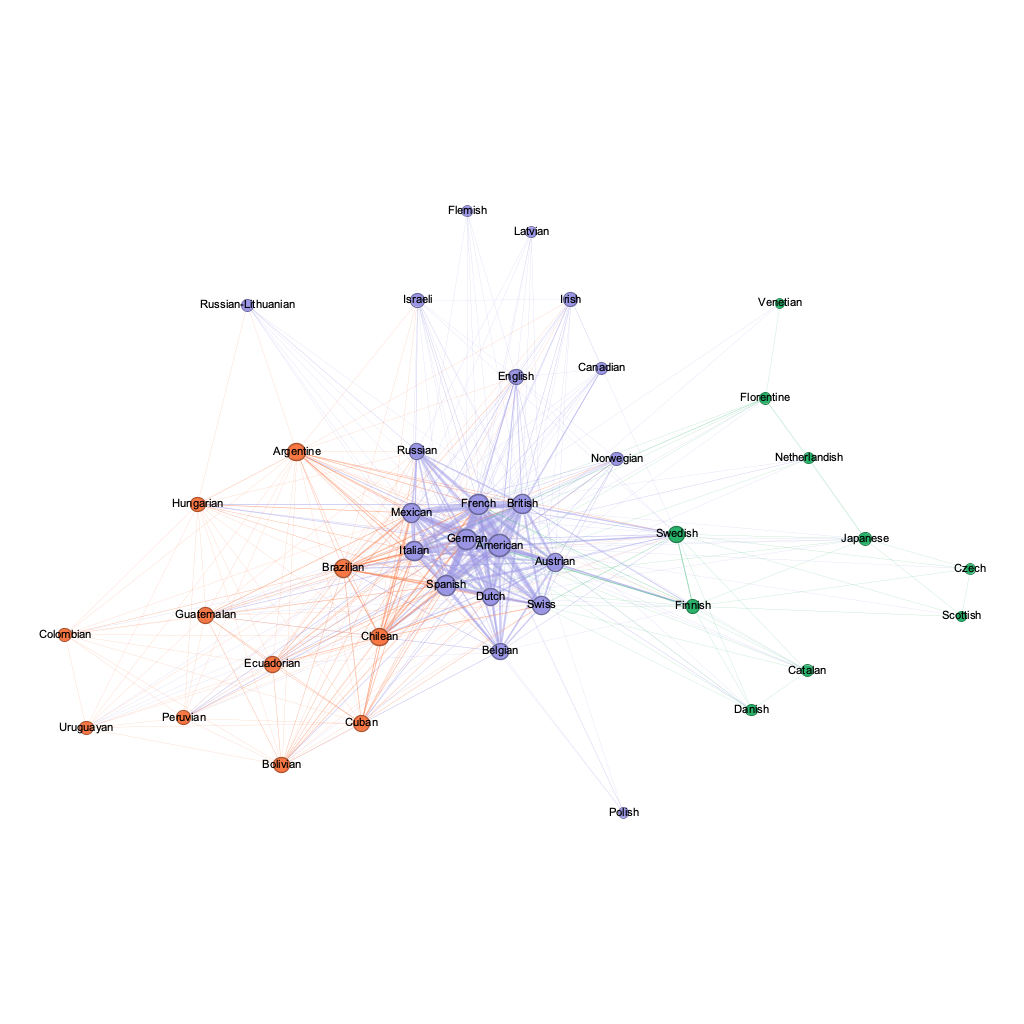 Flemish
Latvian
Russian-Lithuanian
Israeli
Irish
Venetian
Canadian
English
Florentine
Argentine
Russian
Norwegian
Netherlandish
Hungarian
French
British
Mexican
Swedish
Japanese
German
American
Italian
Austrian
Brazilian
Czech
Spanish
Dutch
Swiss
Finnish
Guatemalan
Scottish
Colombian
Chilean
Belgian
Ecuadorian
Catalan
Danish
Peruvian
Cuban
Uruguayan
Bolivian
Polish